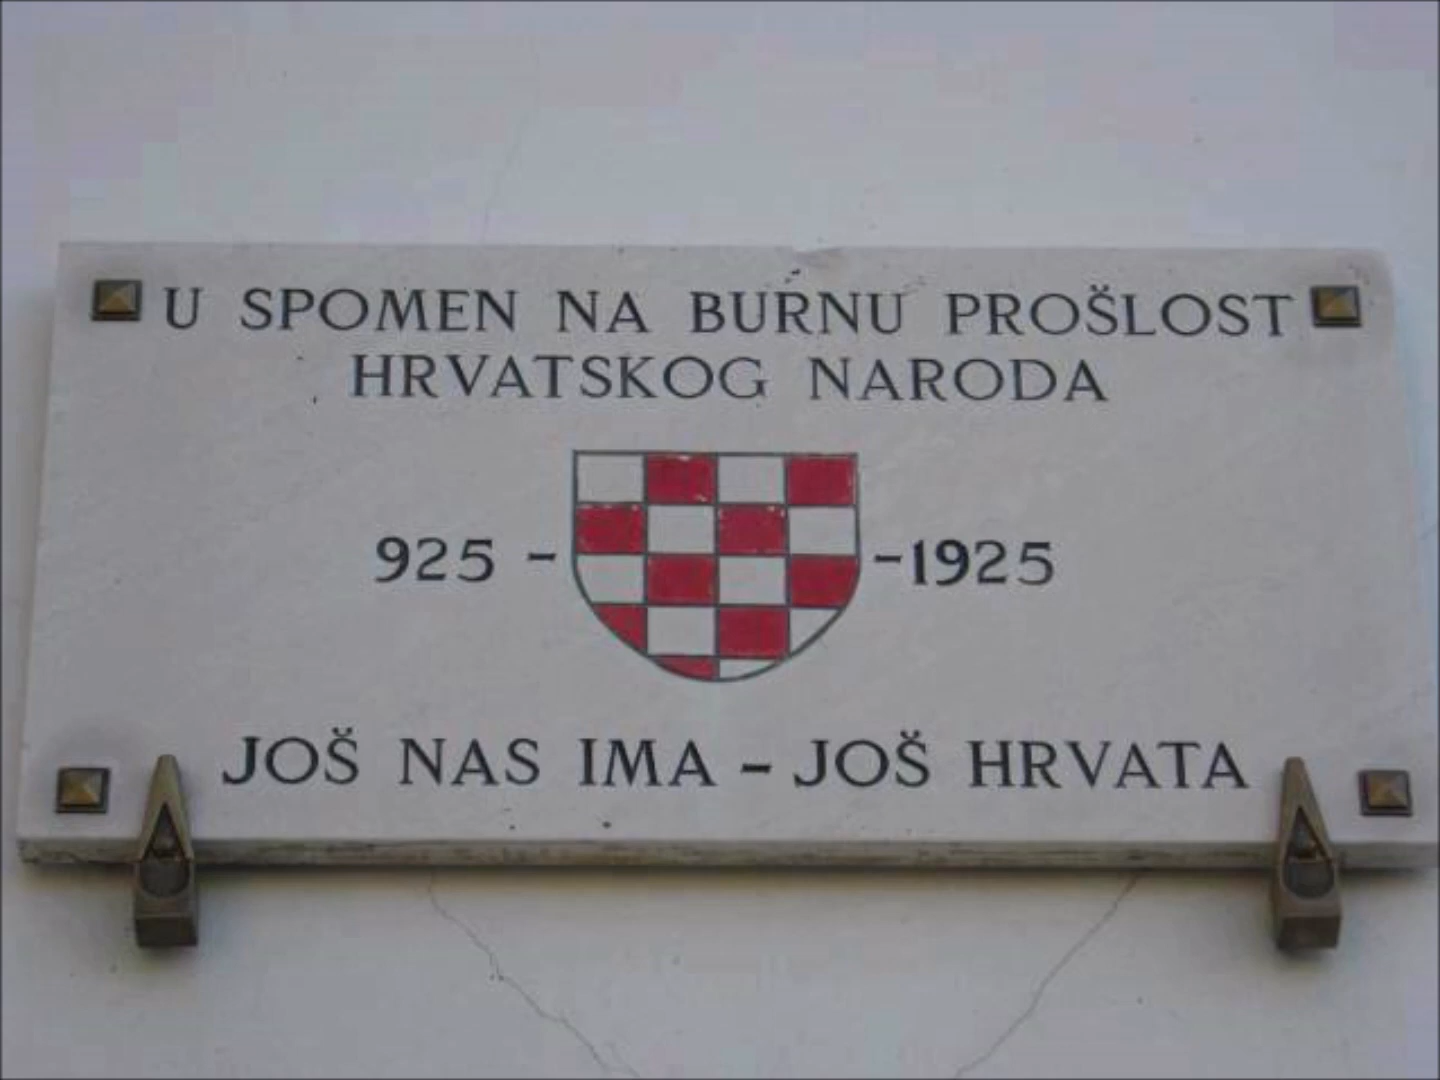 U SPOMEN NA BURNU PROŠLOST
HRVATSKOG NARODA
925 - - 1925
JOŠ NAS IMA - JOŠ HRVATA